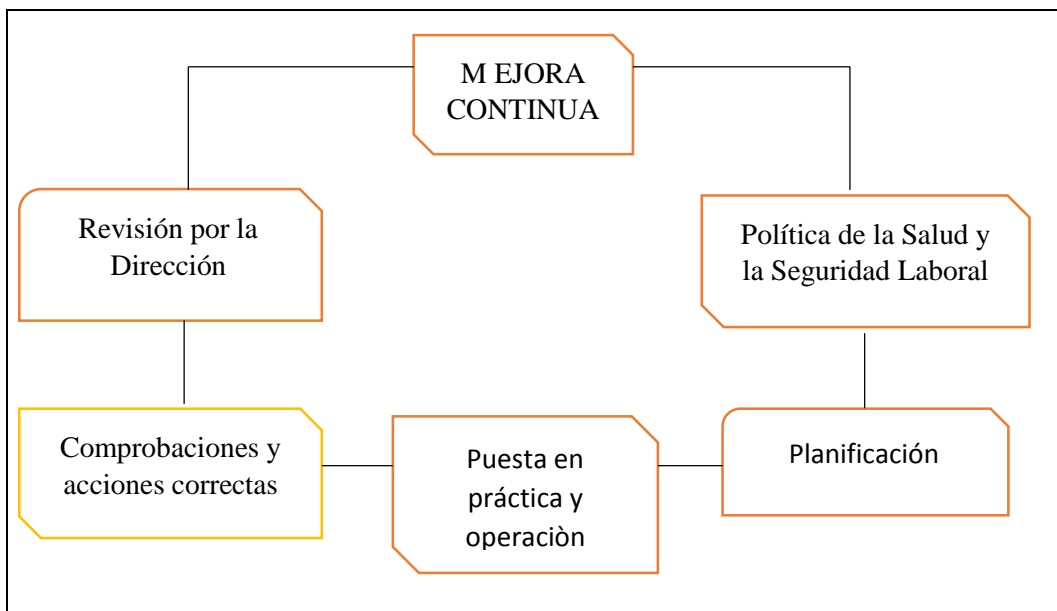 M EJORA
CONTINUA
Revisión por la
Dirección
Política de la Salud y
la Seguridad Laboral
Comprobaciones y
acciones correctas
Puesta en
práctica y
operaciòn
Planificación